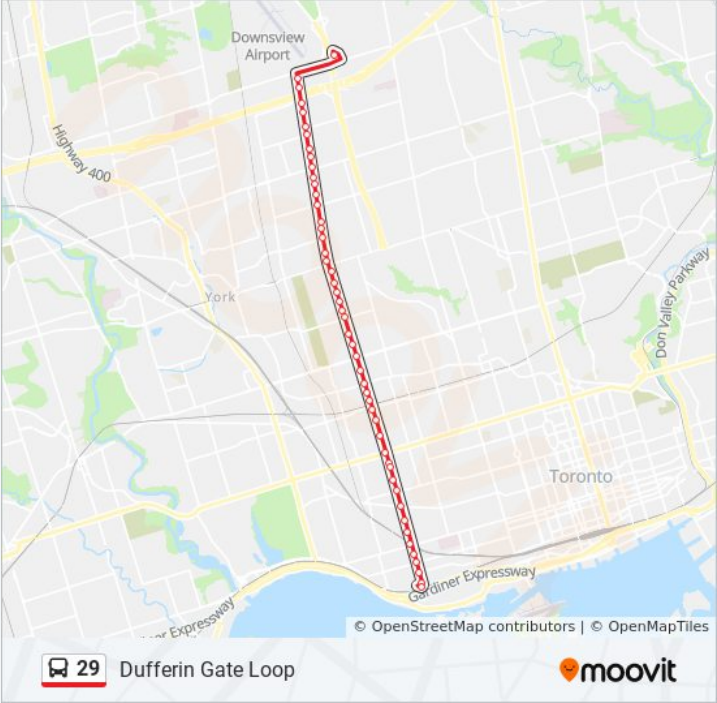 Downsview
Airport
Highway 400
York
Don Valley Parkway
Toronto
Gardiner Expressway
er Expressway
© OpenStreetMap contributors | © OpenMapTiles
29 Dufferin Gate Loop
moovit